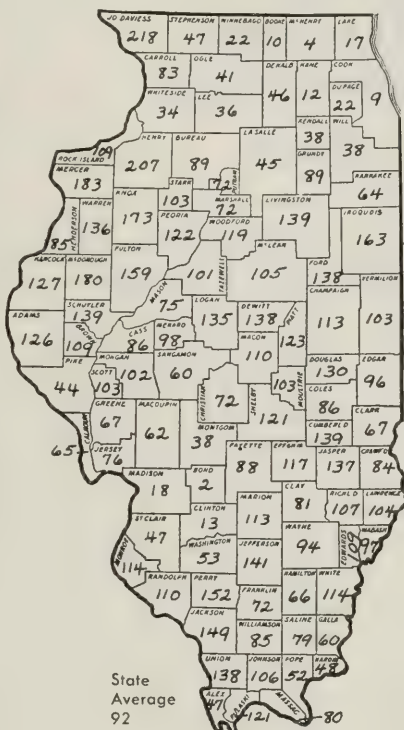 JO DAVIESS STEPHENSON WINNEBAGO BOONE McHENRY LAKE
218 47 22 10 4 17
CARROLL OGLE DEKALB KANE COOK
83 41 46 12 9
WHITESIDE LEE DUPAGE
34 36 22
KENDALL WILL
38 38
HENRY BUREAU LASALLE GRUNDY
207 89 45 89
ROCK ISLAND PUTNAM
109 72
MERCER KANKAKEE
183 64
KNOX STARK MARSHALL LIVINGSTON IROQUOIS
173 103 72 139 163
HENDERSON WARREN PEORIA WOODFORD
85 136 122 119
FULTON TAZEWELL McLEAN FORD
159 101 105 138
HANCOCK McDONOUGH VERMILION
127 180 103
SCHUYLER MASON LOGAN DEWITT PIATT CHAMPAIGN
139 75 135 138 123 113
ADAMS BROWN CASS MENARD MACON
126 109 86 98 110
DOUGLAS EDGAR
130 96
PIKE SCOTT MORGAN SANGAMON CHRISTIAN MOULTRIE
44 103 102 60 72 103
COLES
86
SHELBY
121
GREENE MACOUPIN CUMBERLD CLARK
67 62 139 67
CALHOUN JERSEY MONTGOM
65 76 38
FAYETTE EFFGHM JASPER CRAWFD
88 117 137 84
MADISON BOND CLAY RICHLD LAWRENCE
18 2 81 107 104
CLINTON MARION
13 113
ST CLAIR WASHINGTON JEFFERSON WAYNE EDWARDS WABASH
47 53 141 94 109 97
MONROE
114
RANDOLPH PERRY FRANKLIN HAMILTON WHITE
110 152 72 66 114
JACKSON WILLIAMSON SALINE GALLA
149 85 79 60
UNION JOHNSON POPE HARDIN
138 106 52 48
ALEX PULASKI MASSAC
47 121 80
State
Average
92